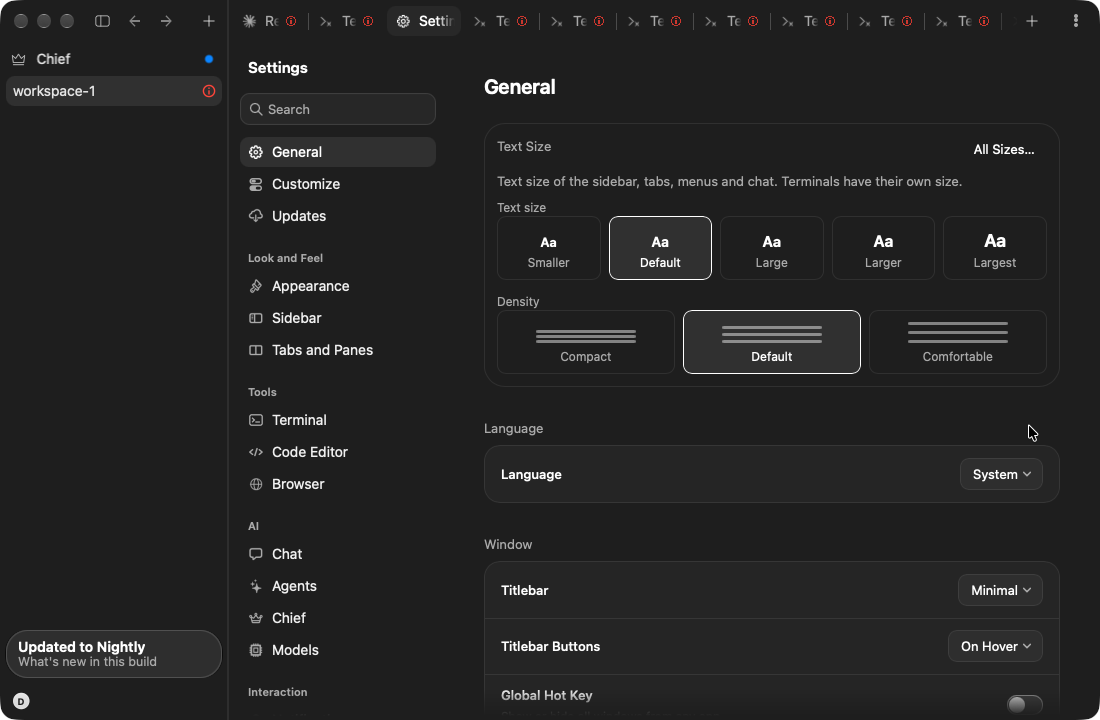 Te
Settin
Te
Te
Te
Te
Te
Te
Te
Chief
workspace-1
Updated to Nightly
What's new in this build
D
Settings
Search
General
Customize
Updates
Look and Feel
Appearance
Sidebar
Tabs and Panes
Tools
Terminal
Code Editor
Browser
AI
Chat
Agents
Chief
Models
Interaction
General
Text Size
All Sizes...
Text size of the sidebar, tabs, menus and chat. Terminals have their own size.
Text size
Aa Aa Aa Aa Aa
Smaller Default Large Larger Largest
Density
Compact Default Comfortable
Language
Language System
Window
Titlebar Minimal
Titlebar Buttons On Hover
Global Hot Key